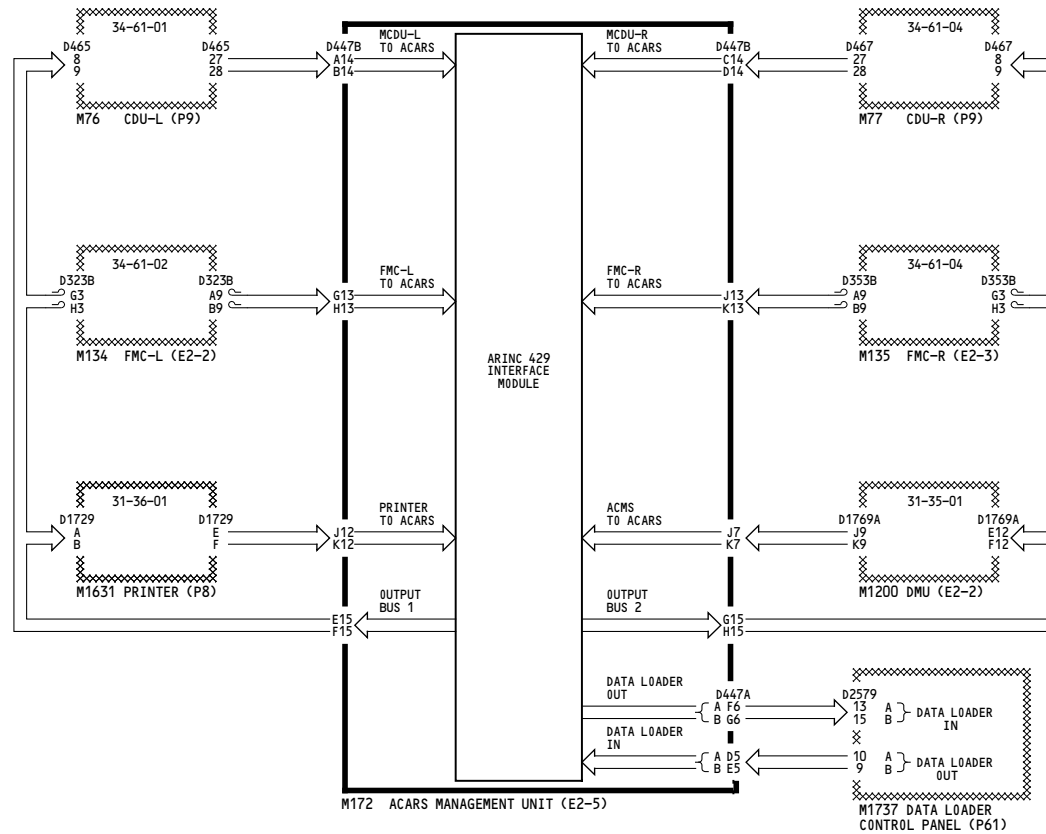 34-61-01
D465
8
9
D465
27
28
M76 CDU-L (P9)
D447B
A14
B14
MCDU-L
TO ACARS
MCDU-R
TO ACARS
D447B
C14
D14
34-61-04
D467
27
28
D467
8
9
M77 CDU-R (P9)
34-61-02
D323B
G3
H3
D323B
A9
B9
M134 FMC-L (E2-2)
G13
H13
FMC-L
TO ACARS
FMC-R
TO ACARS
J13
K13
34-61-04
D353B
A9
B9
D353B
G3
H3
M135 FMC-R (E2-3)
ARINC 429
INTERFACE
MODULE
31-36-01
D1729
A
B
D1729
E
F
M1631 PRINTER (P8)
J12
K12
PRINTER
TO ACARS
ACMS
TO ACARS
J7
K7
31-35-01
D1769A
J9
K9
D1769A
E12
F12
M1200 DMU (E2-2)
E15
F15
OUTPUT
BUS 1
OUTPUT
BUS 2
G15
H15
DATA LOADER
OUT
D447A
A F6
B G6
D2579
13 A
15 B
DATA LOADER
IN
DATA LOADER
IN
A D5
B E5
10 A
9 B
DATA LOADER
OUT
M172 ACARS MANAGEMENT UNIT (E2-5)
M1737 DATA LOADER
CONTROL PANEL (P61)